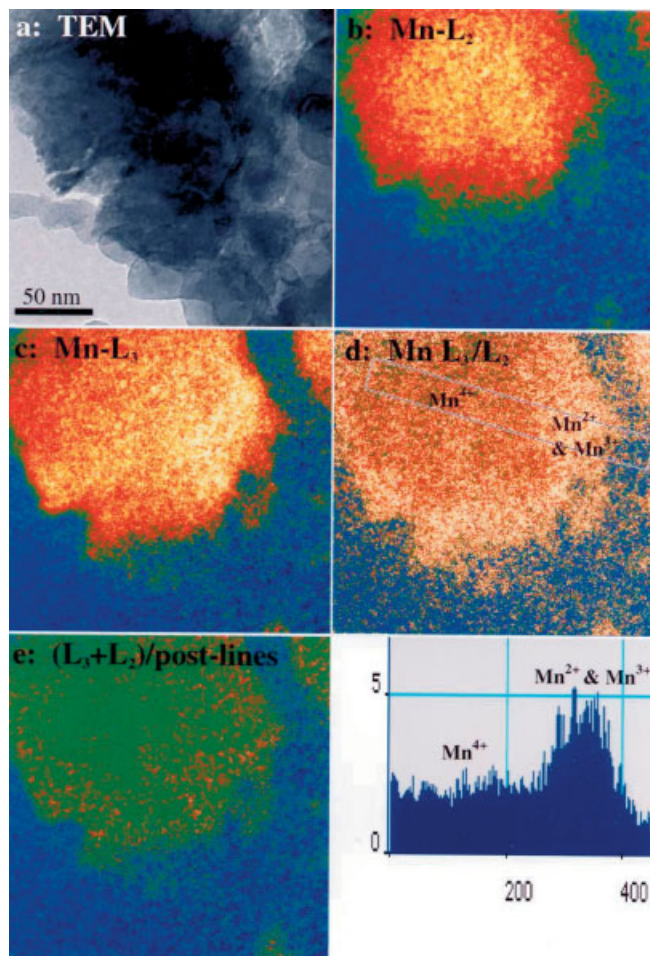 a: TEM
50 nm
b: Mn-L₂
c: Mn-L₃
d: Mn L₃/L₂
Mn⁴⁺
Mn²⁺
& Mn³⁺
e: (L₃+L₂)/post-lines
Mn²⁺ & Mn³⁺
5
Mn⁴⁺
0
200
400